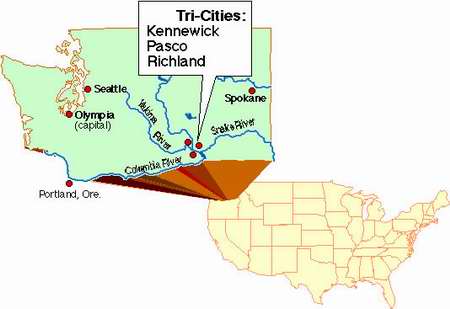 Tri-Cities:
Kennewick
Pasco
Richland
Seattle
Spokane
Yakima
River
Snake River
Olympia
(capital)
Columbia River
Portland, Ore.